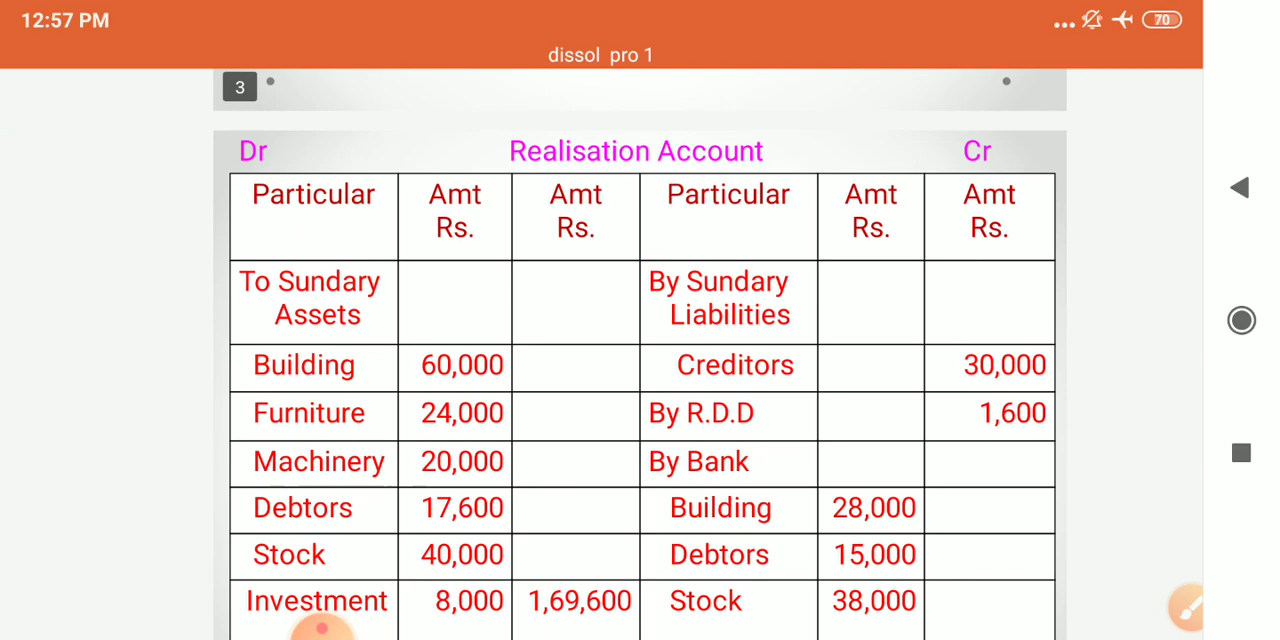 12:57 PM
70
dissol pro 1
3
Dr Realisation Account Cr
Particular Amt Rs. Amt Rs. Particular Amt Rs. Amt Rs.
To Sundary Assets By Sundary Liabilities
Building 60,000 Creditors 30,000
Furniture 24,000 By R.D.D 1,600
Machinery 20,000 By Bank
Debtors 17,600 Building 28,000
Stock 40,000 Debtors 15,000
Investment 8,000 1,69,600 Stock 38,000